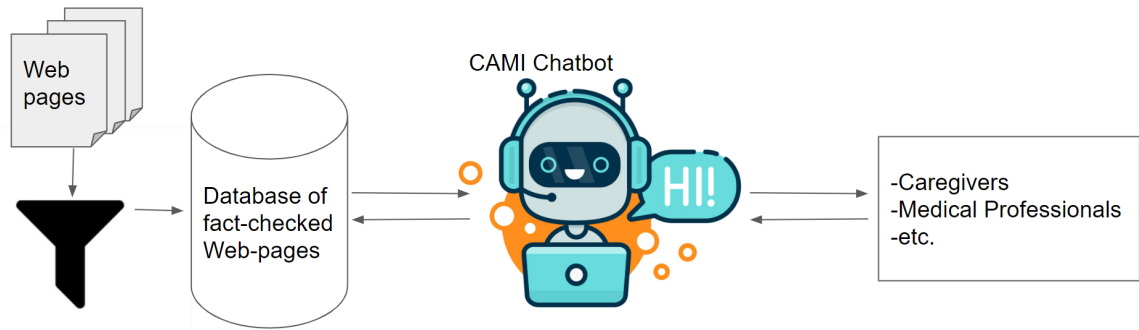 Web
pages
CAMI Chatbot
Database of
fact-checked
Web-pages
HI!
-Caregivers
-Medical Professionals
-etc.